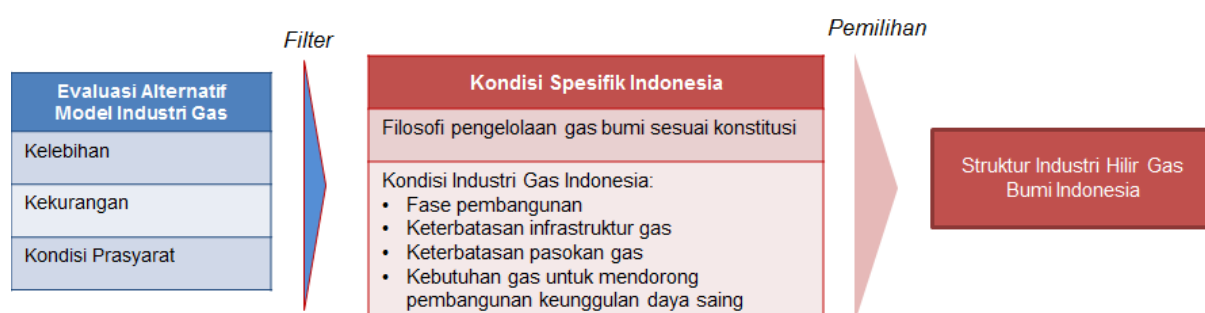 Filter
Pemilihan
Evaluasi Alternatif
Model Industri Gas
Kelebihan
Kekurangan
Kondisi Prasyarat
Kondisi Spesifik Indonesia
Filosofi pengelolaan gas bumi sesuai konstitusi
Kondisi Industri Gas Indonesia:
• Fase pembangunan
• Keterbatasan infrastruktur gas
• Keterbatasan pasokan gas
• Kebutuhan gas untuk mendorong
pembangunan keunggulan daya saing
Struktur Industri Hilir Gas
Bumi Indonesia